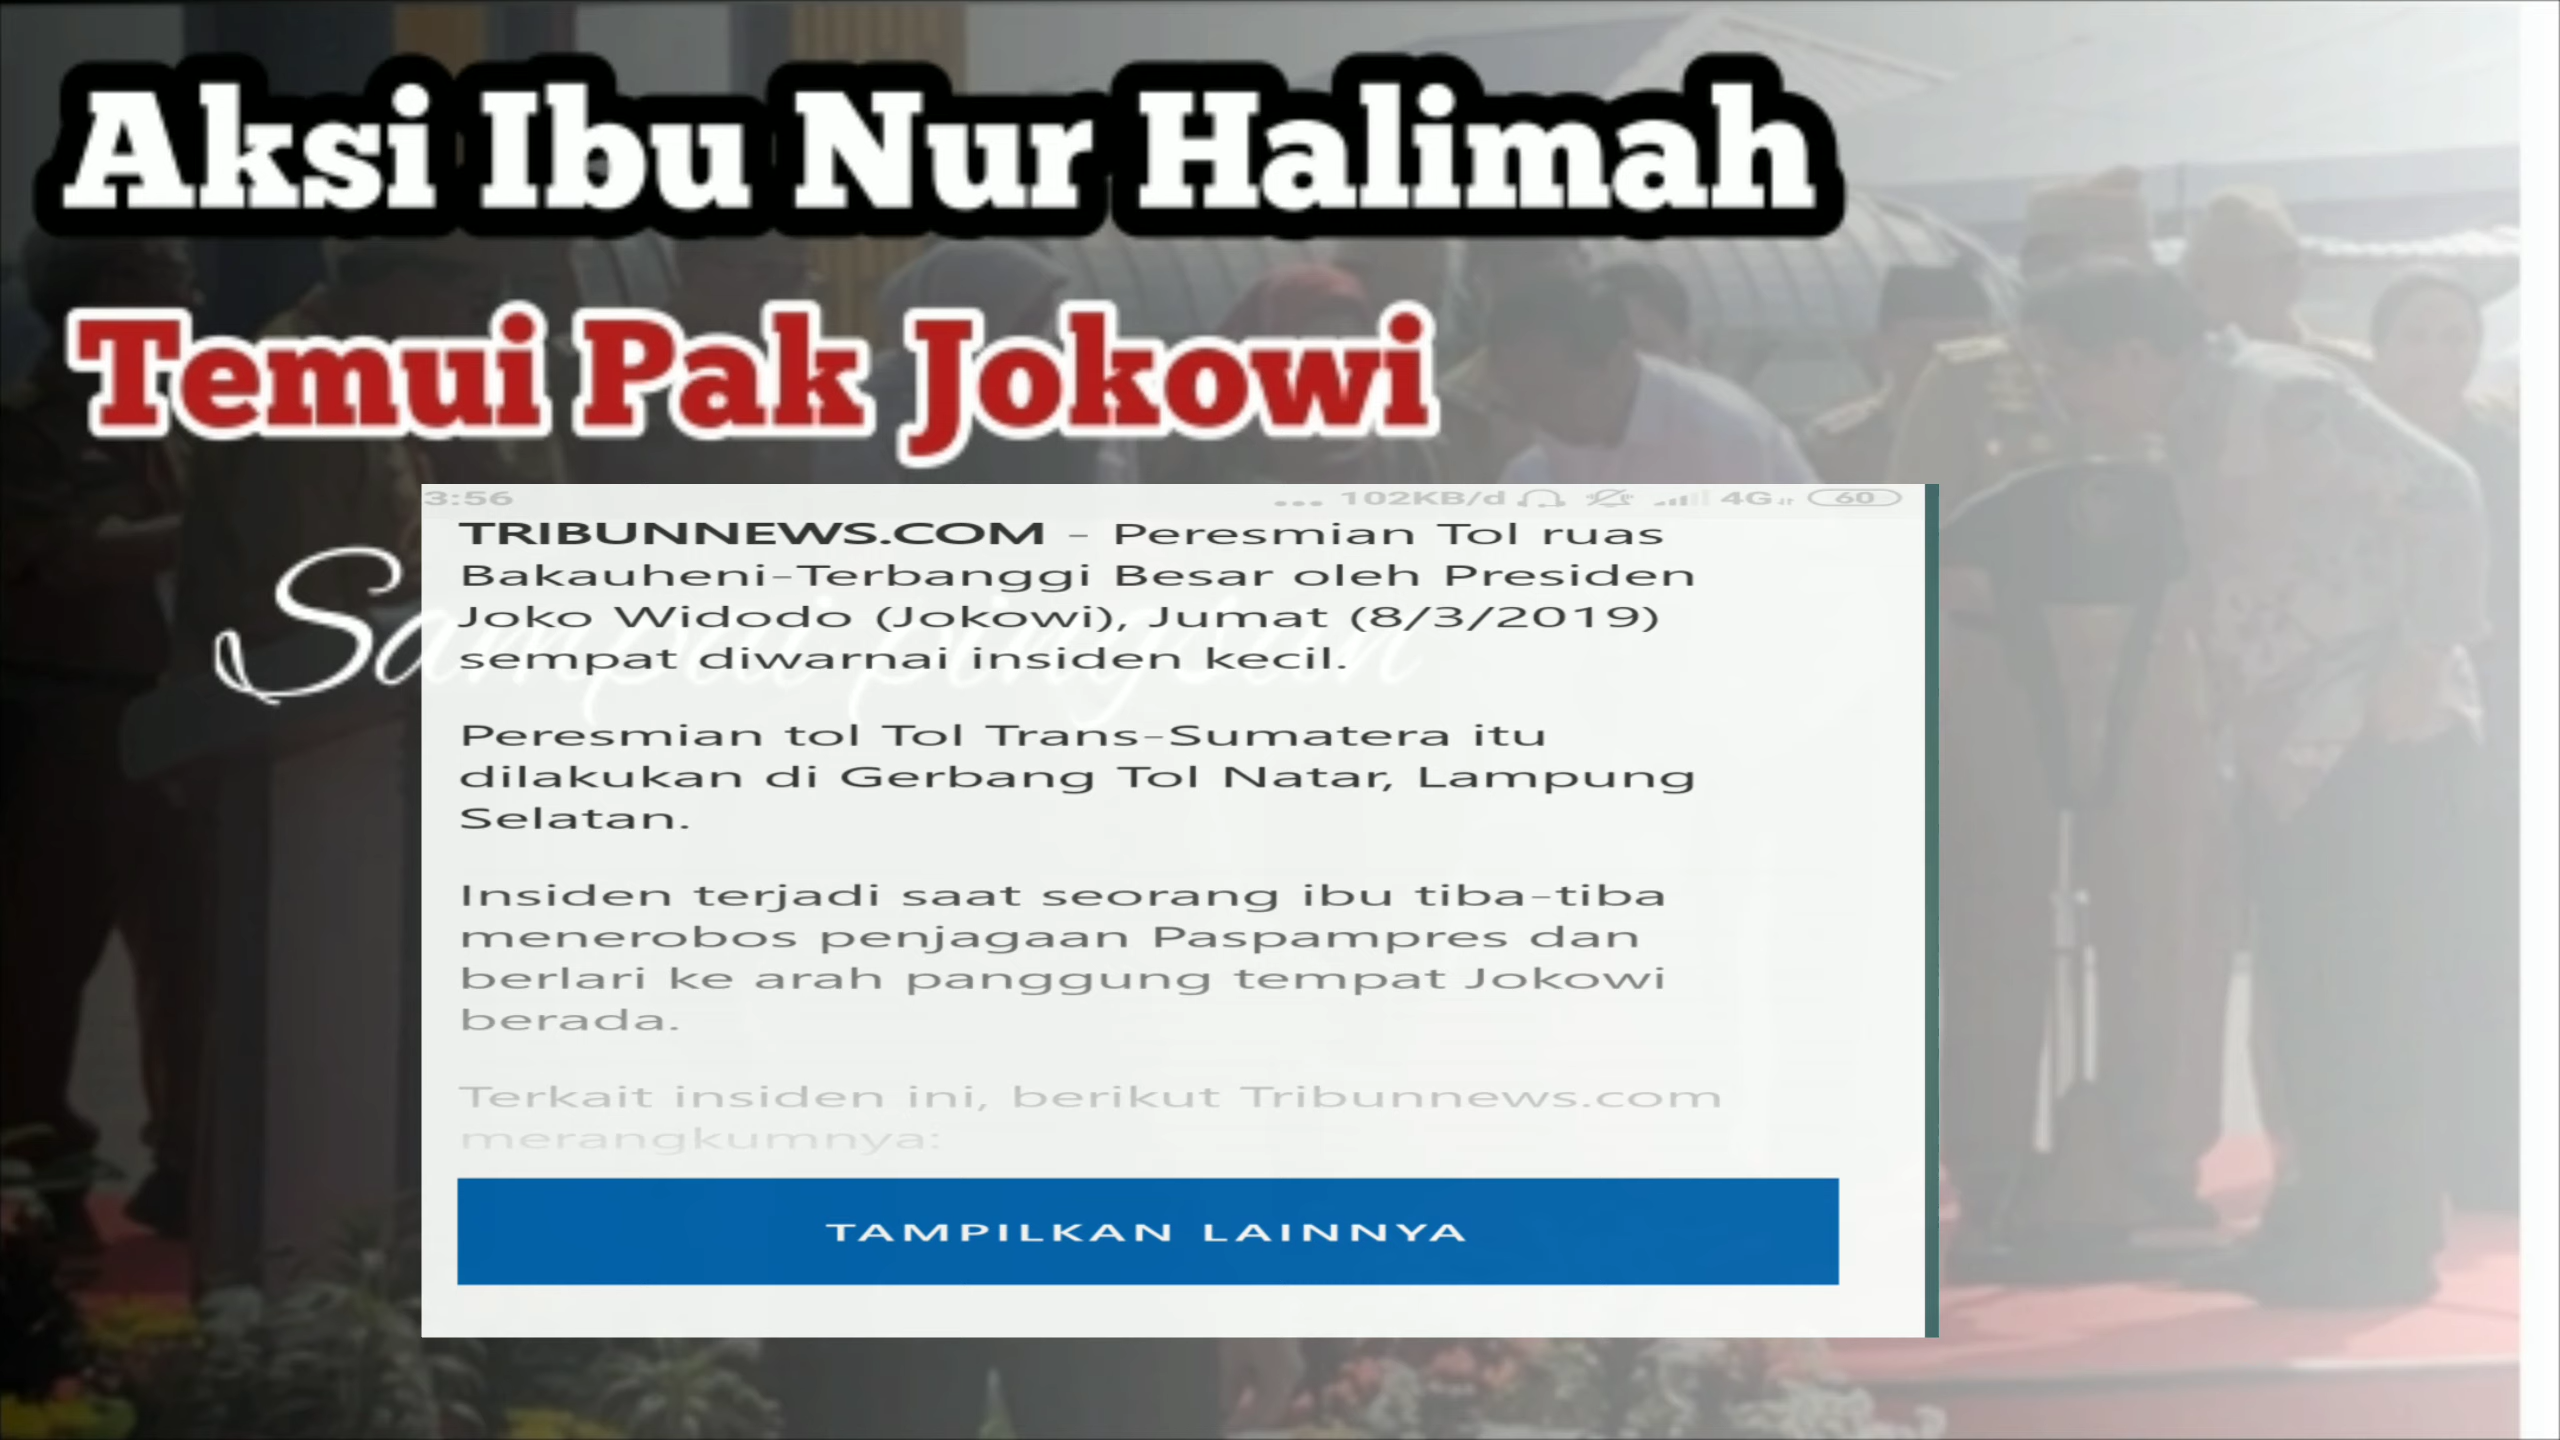 Aksi Ibu Nur Halimah
Temui Pak Jokowi
Sampai pingsan
3:56 ... 102KB/d 4G 60
TRIBUNNEWS.COM - Peresmian Tol ruas
Bakauheni-Terbanggi Besar oleh Presiden
Joko Widodo (Jokowi), Jumat (8/3/2019)
sempat diwarnai insiden kecil.
Peresmian tol Tol Trans-Sumatera itu
dilakukan di Gerbang Tol Natar, Lampung
Selatan.
Insiden terjadi saat seorang ibu tiba-tiba
menerobos penjagaan Paspampres dan
berlari ke arah panggung tempat Jokowi
berada.
Terkait insiden ini, berikut Tribunnews.com
merangkumnya:
TAMPILKAN LAINNYA